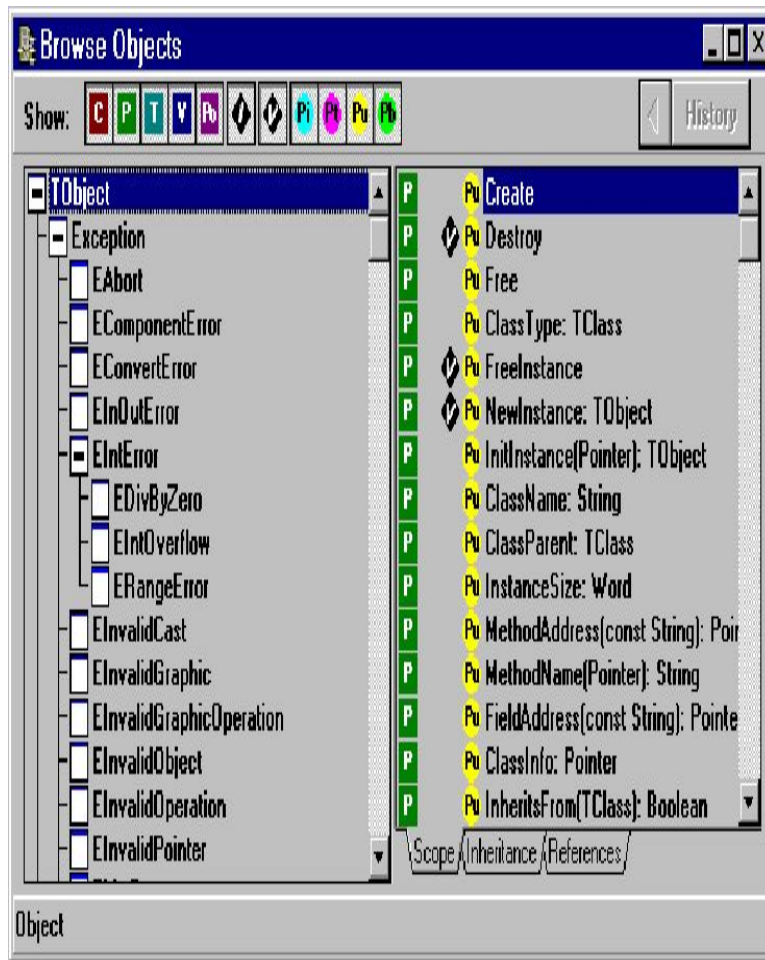 Browse Objects
Show: C P T V Po i v Pi Pt Pu Pb History
TObject
Exception
EAbort
EComponentError
EConvertError
EInOutError
EIntError
EDivByZero
EIntOverflow
ERangeError
EInvalidCast
EInvalidGraphic
EInvalidGraphicOperation
EInvalidObject
EInvalidOperation
EInvalidPointer
P Pu Create
P v Pu Destroy
P Pu Free
P Pu ClassType: TClass
P v Pu FreeInstance
P v Pu NewInstance: TObject
P Pu InitInstance(Pointer): TObject
P Pu ClassName: String
P Pu ClassParent: TClass
P Pu InstanceSize: Word
P Pu MethodAddress(const String): Poin
P Pu MethodName(Pointer): String
P Pu FieldAddress(const String): Pointe
P Pu ClassInfo: Pointer
P Pu InheritsFrom(TClass): Boolean
Scope Inheritance References
Object